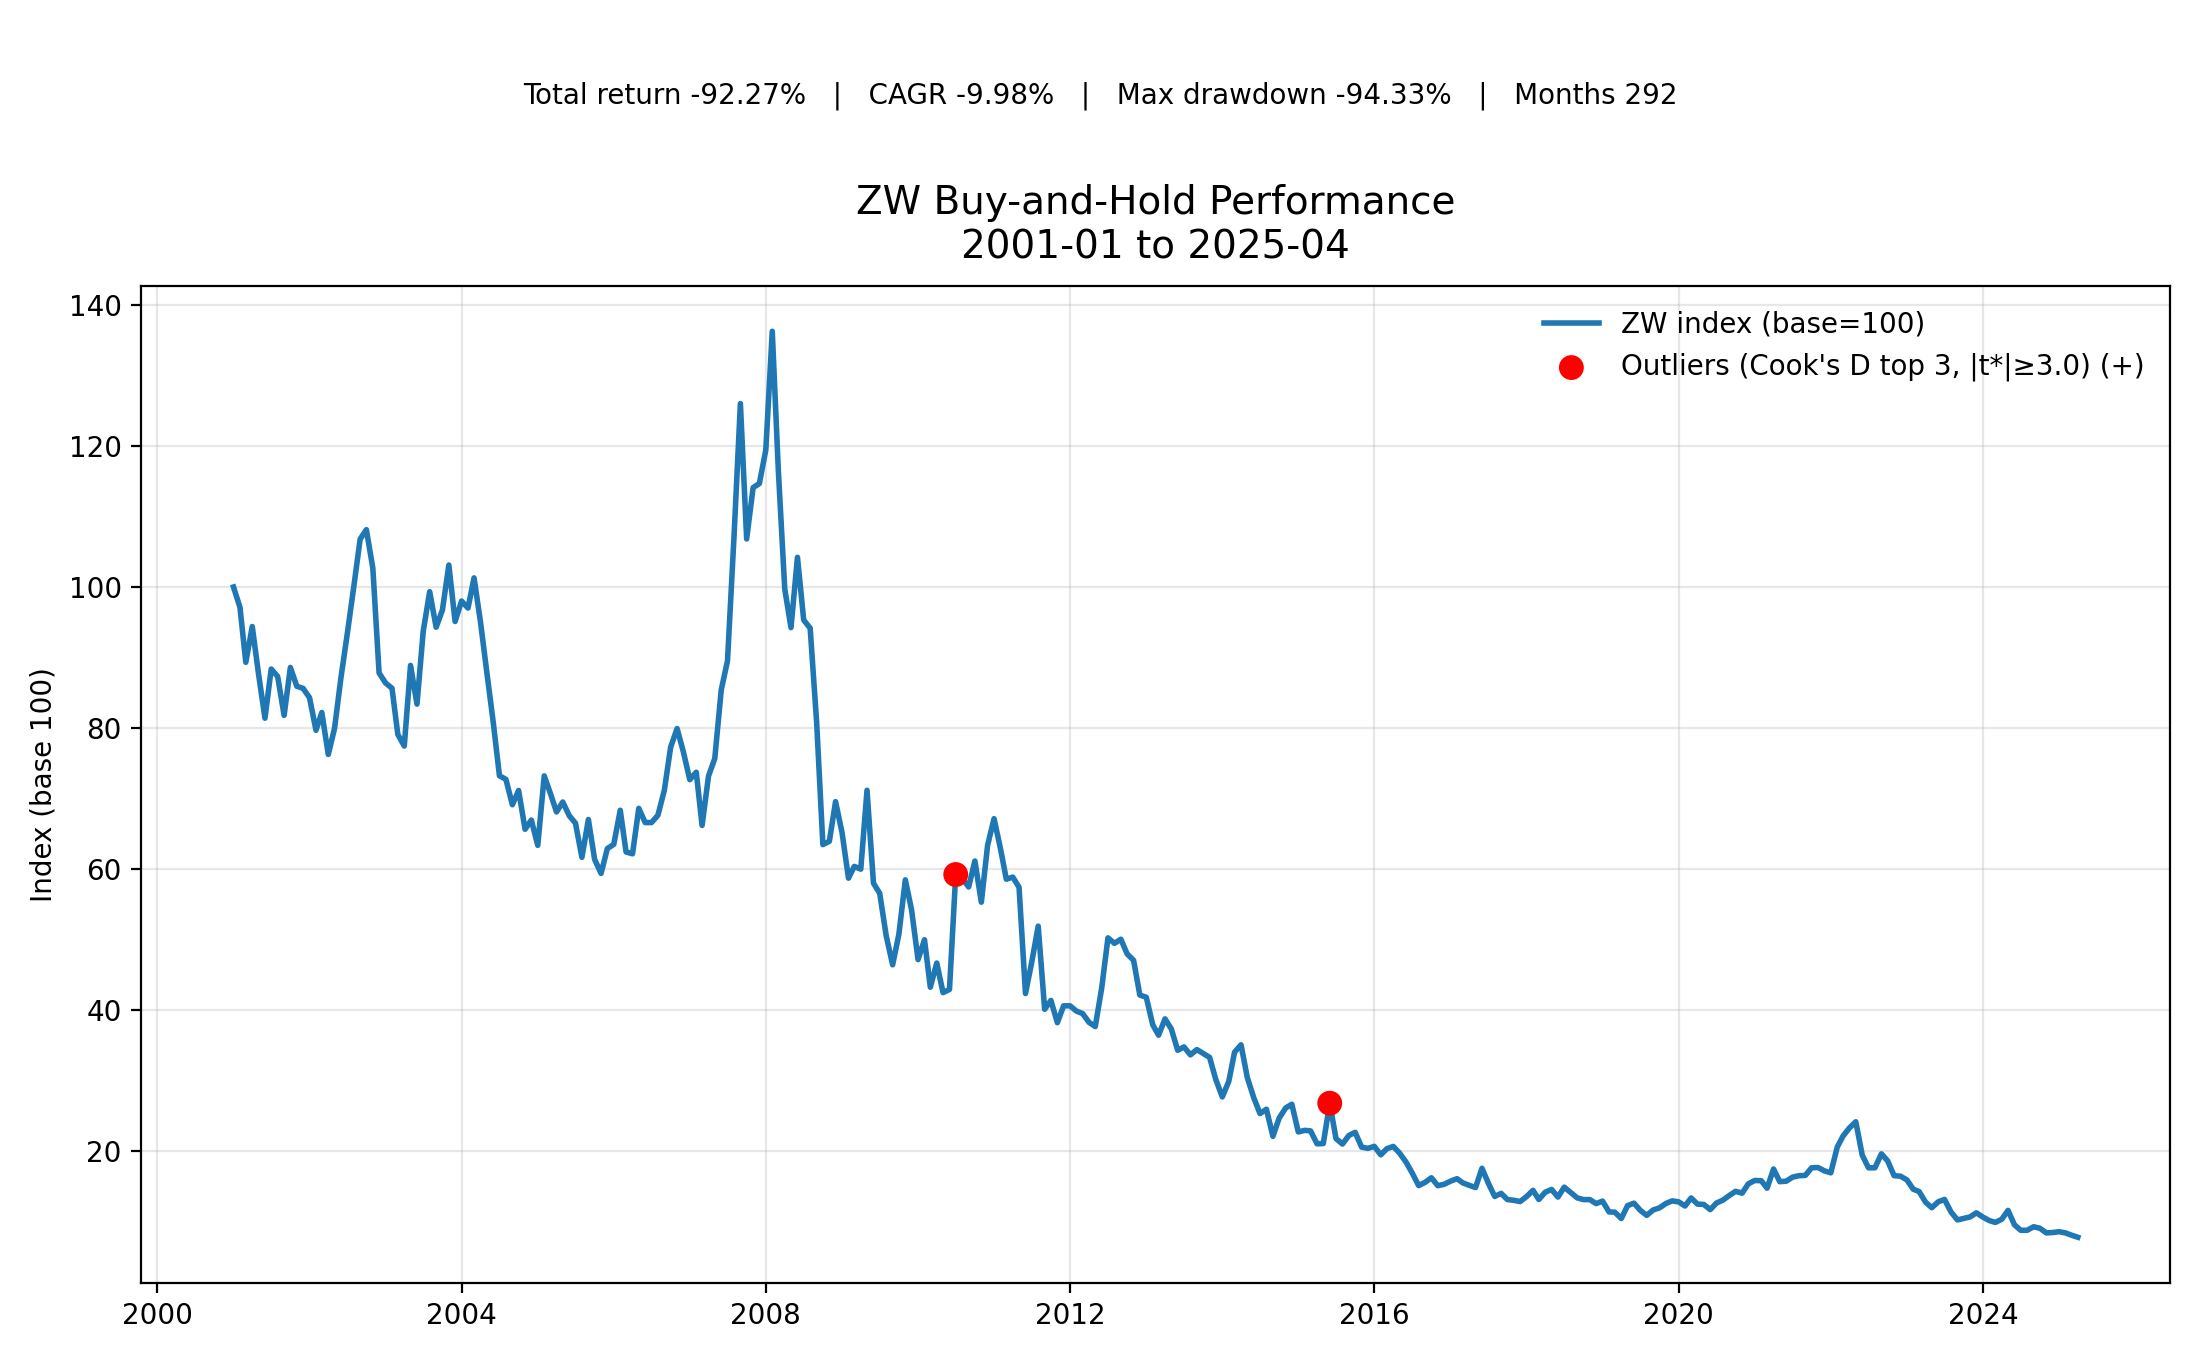 Total return -92.27%   |   CAGR -9.98%   |   Max drawdown -94.33%   |   Months 292
ZW Buy-and-Hold Performance
2001-01 to 2025-04
ZW index (base=100)
Outliers (Cook's D top 3, |t*|≥3.0) (+)
Index (base 100)
140
120
100
80
60
40
20
2000
2004
2008
2012
2016
2020
2024